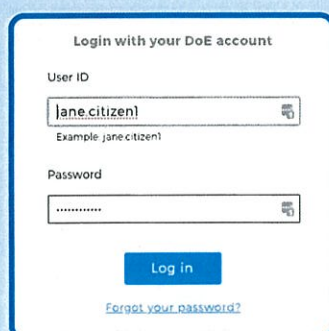 Login with your DoE account
User ID
jane.citizen1
Example: jane.citizen1
Password
............
Log in
Forgot your password?